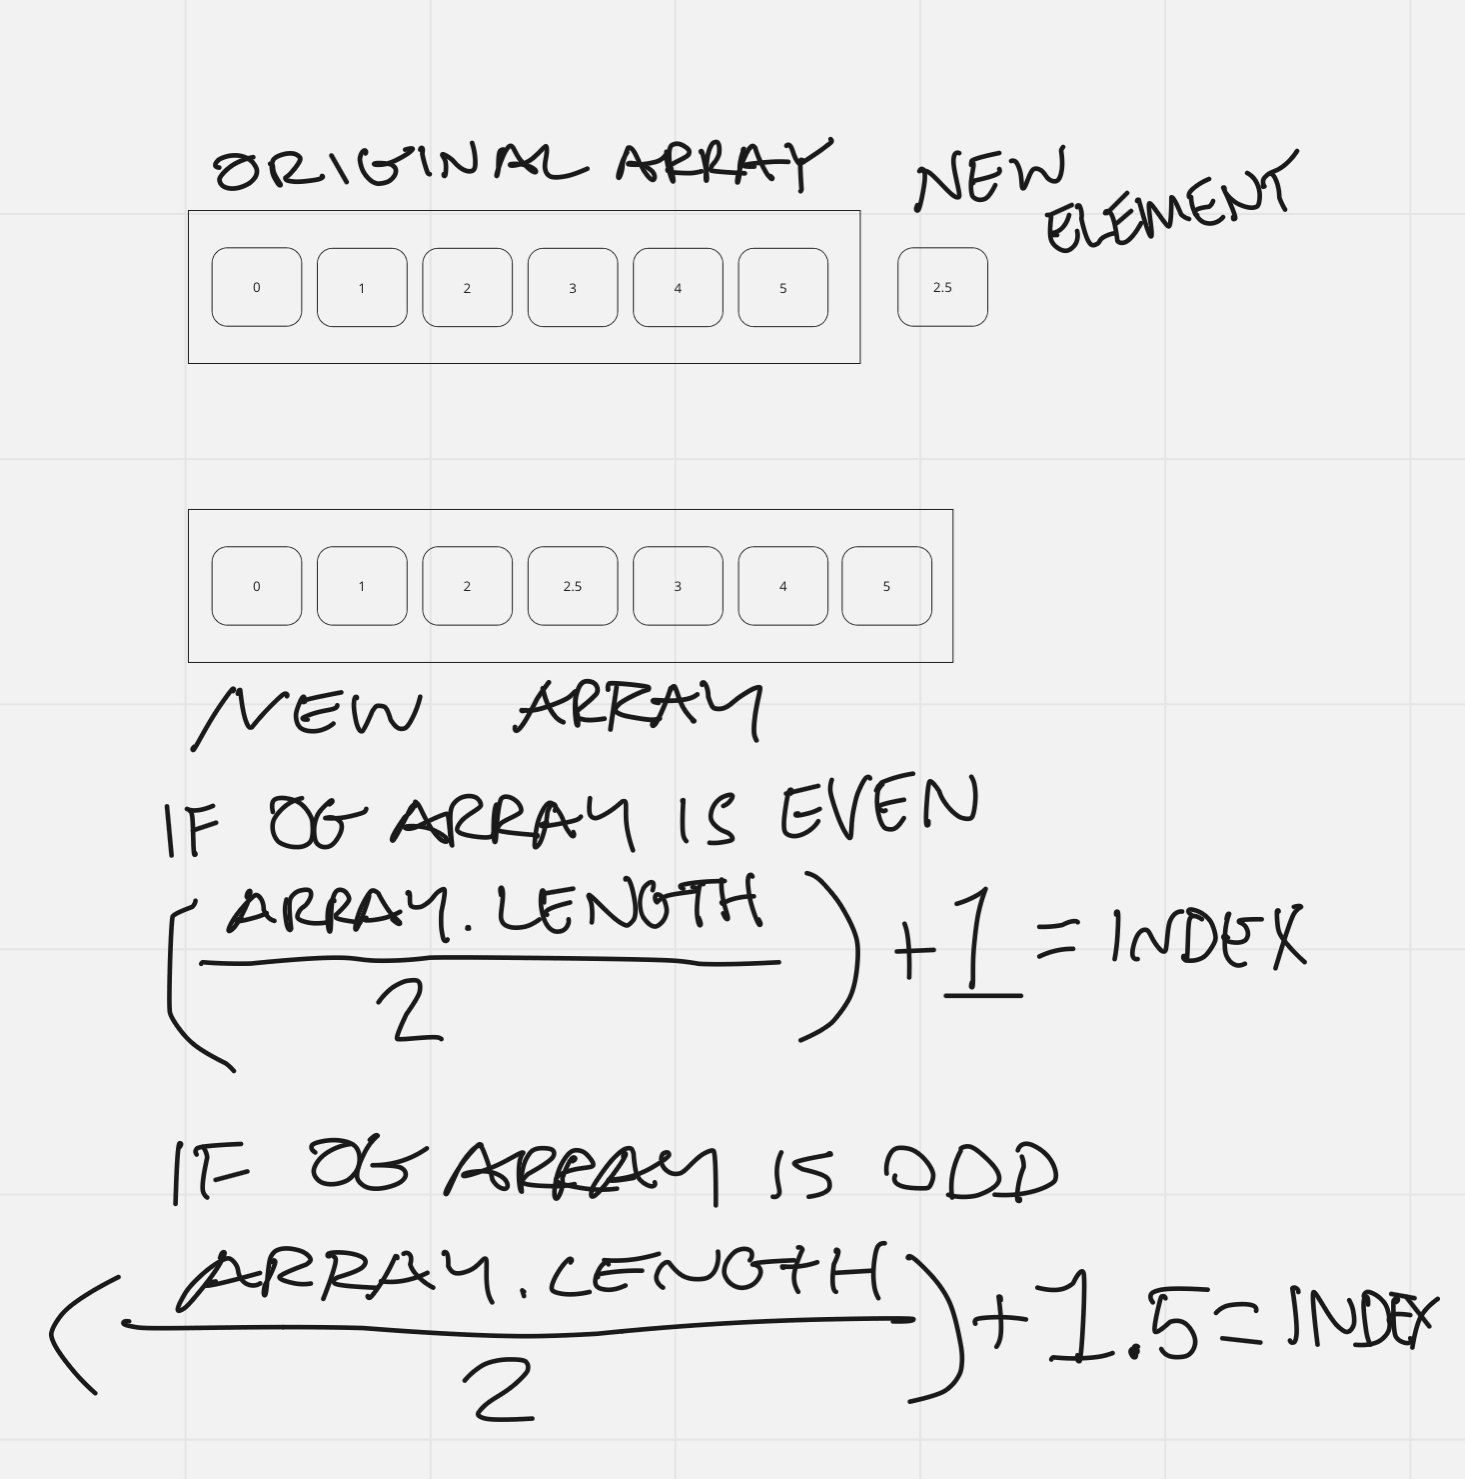 ORIGINAL ARRAY
NEW
ELEMENT
0 1 2 3 4 5 2.5
0 1 2 2.5 3 4 5
NEW ARRAY
IF OG ARRAY IS EVEN
(ARRAY.LENGTH / 2) + 1 = INDEX
IF OG ARRAY IS ODD
(ARRAY.LENGTH / 2) + 1.5 = INDEX